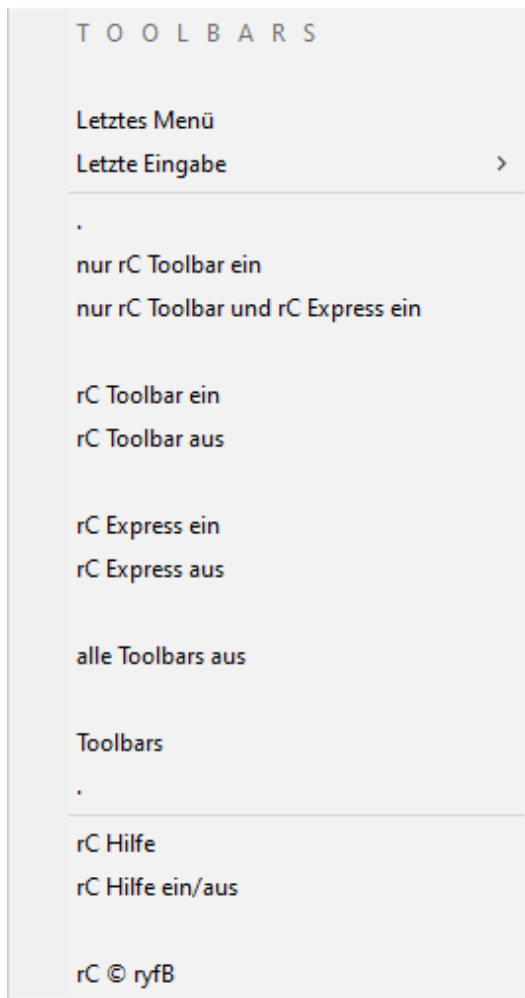 T O O L B A R S
Letztes Menü
Letzte Eingabe
.
nur rC Toolbar ein
nur rC Toolbar und rC Express ein
rC Toolbar ein
rC Toolbar aus
rC Express ein
rC Express aus
alle Toolbars aus
Toolbars
.
rC Hilfe
rC Hilfe ein/aus
rC © ryfB